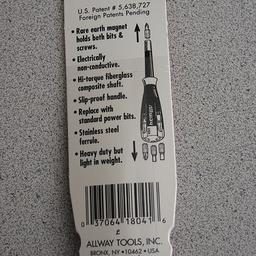 U.S. Patent # 5,638,727
Foreign Patents Pending
• Rare earth magnet
holds both bits &
screws.
• Electrically
non-conductive.
• Hi-torque fiberglass
composite shaft.
• Slip-proof handle.
• Replace with
standard power bits.
• Stainless steel
ferrule.
• Heavy duty but
light in weight.
0 37064 18041 6
ALLWAY TOOLS, INC.
BRONX, NY • 10462 • USA